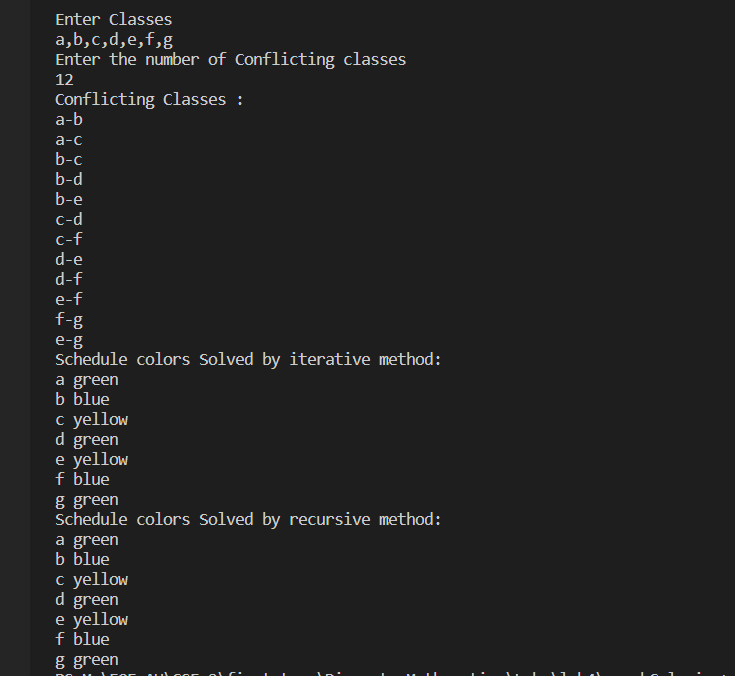 Enter Classes
a,b,c,d,e,f,g
Enter the number of Conflicting classes
12
Conflicting Classes :
a-b
a-c
b-c
b-d
b-e
c-d
c-f
d-e
d-f
e-f
f-g
e-g
Schedule colors Solved by iterative method:
a green
b blue
c yellow
d green
e yellow
f blue
g green
Schedule colors Solved by recursive method:
a green
b blue
c yellow
d green
e yellow
f blue
g green